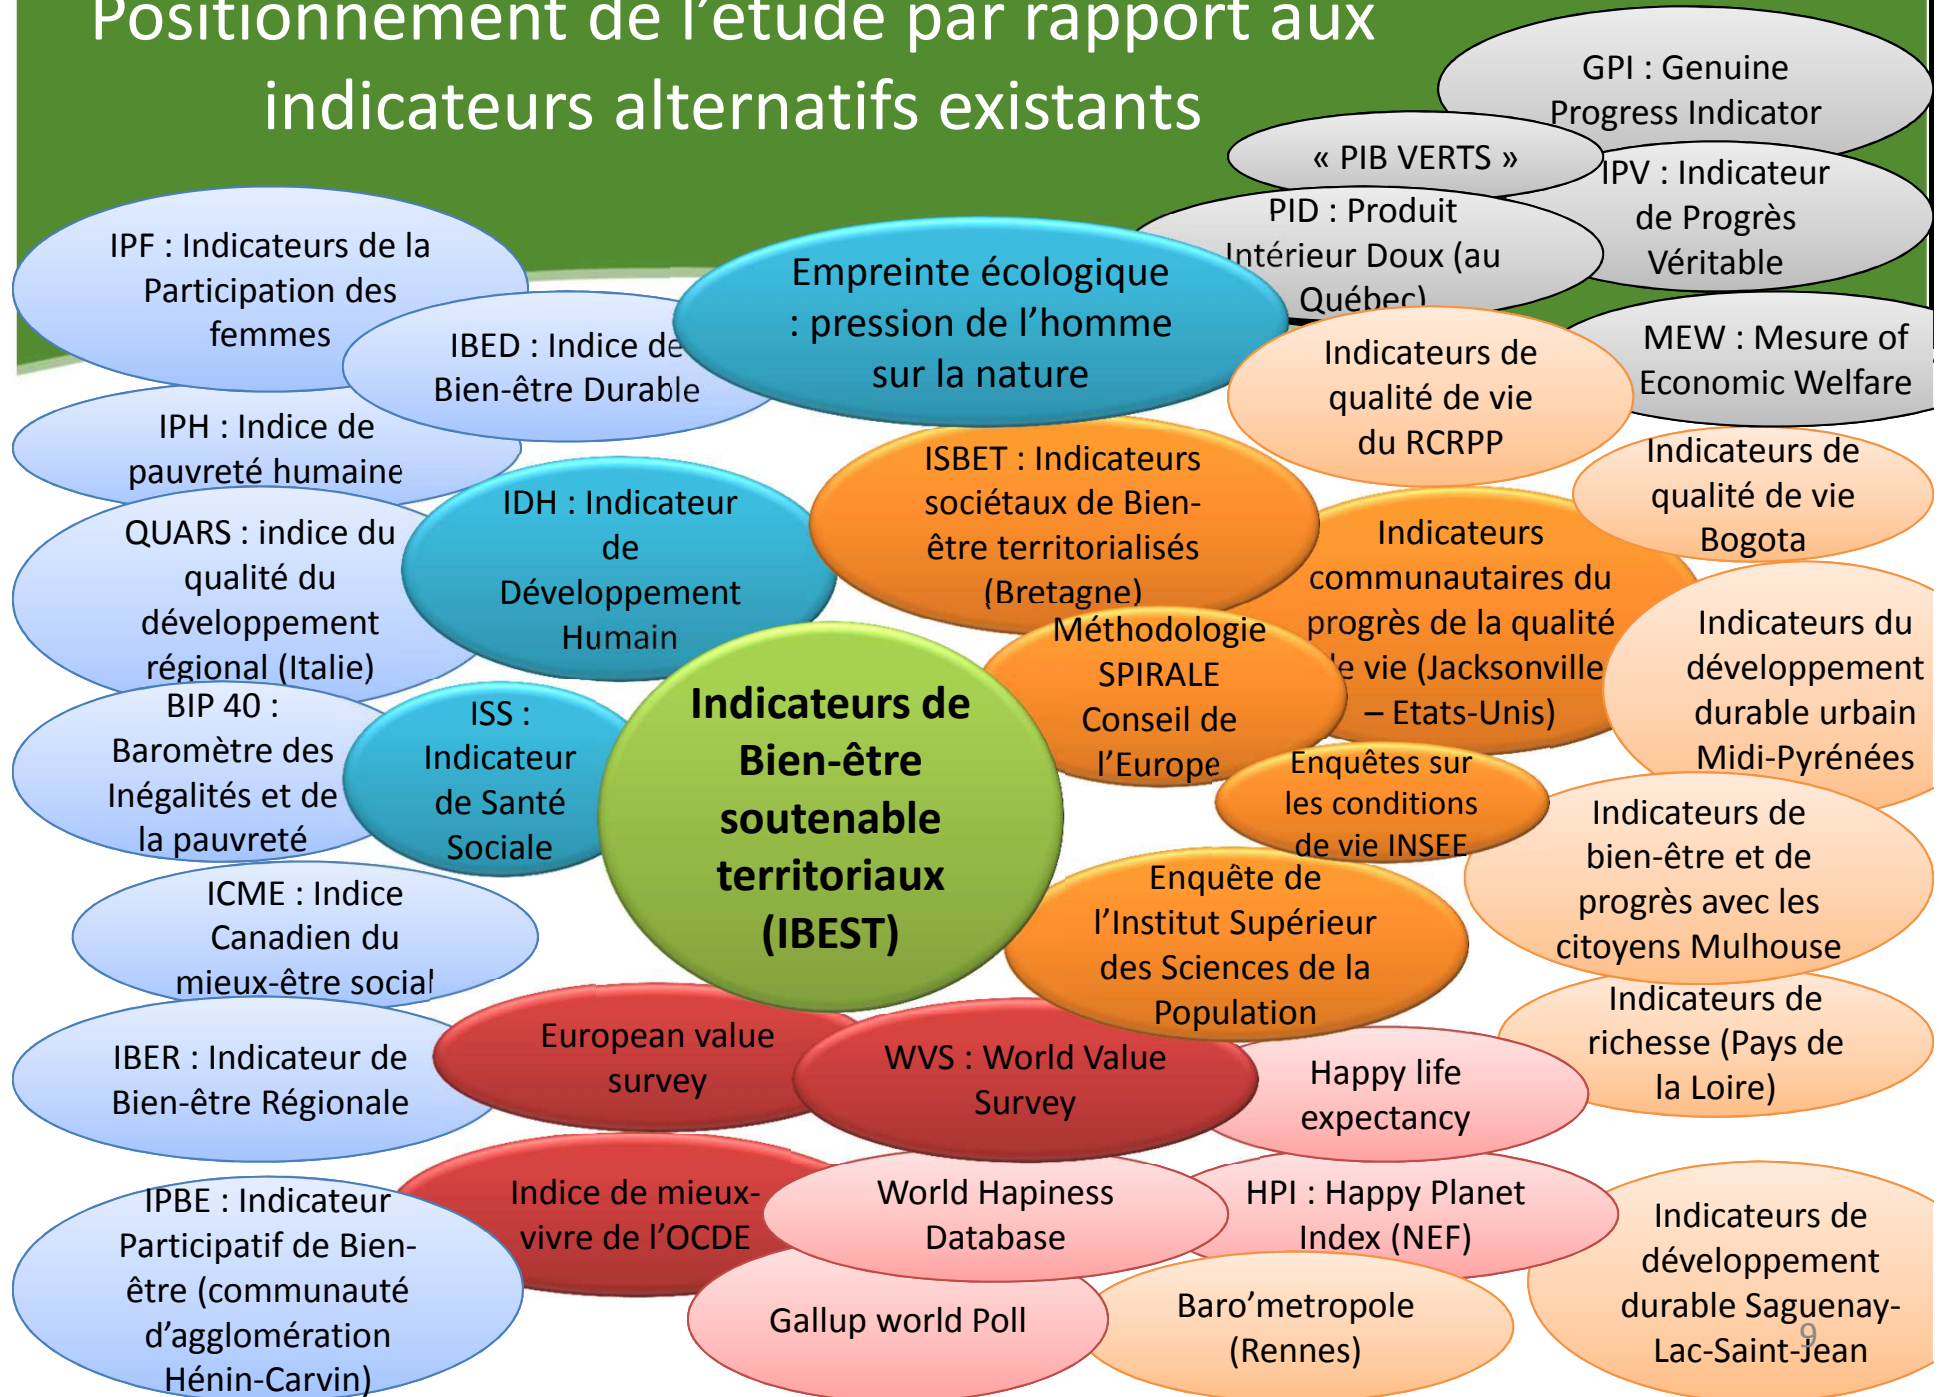 Positionnement de l'étude par rapport aux
indicateurs alternatifs existants
GPI : Genuine
Progress Indicator
« PIB VERTS »
IPV : Indicateur
de Progrès
Véritable
PID : Produit
Intérieur Doux (au
Québec)
MEW : Mesure of
Economic Welfare
IPF : Indicateurs de la
Participation des
femmes
IBED : Indice de
Bien-être Durable
Empreinte écologique
: pression de l'homme
sur la nature
Indicateurs de
qualité de vie
du RCRPP
IPH : Indice de
pauvreté humaine
IDH : Indicateur
de
Développement
Humain
ISBET : Indicateurs
sociétaux de Bien-
être territorialisés
(Bretagne)
Indicateurs de
qualité de vie
Bogota
QUARS : indice du
qualité du
développement
régional (Italie)
Indicateurs
communautaires du
progrès de la qualité
de vie (Jacksonville
– Etats-Unis)
Méthodologie
SPIRALE
Conseil de
l'Europe
Indicateurs du
développement
durable urbain
Midi-Pyrénées
BIP 40 :
Baromètre des
Inégalités et de
la pauvreté
ISS :
Indicateur
de Santé
Sociale
Indicateurs de
Bien-être
soutenable
territoriaux
(IBEST)
Enquêtes sur
les conditions
de vie INSEE
Indicateurs de
bien-être et de
progrès avec les
citoyens Mulhouse
ICME : Indice
Canadien du
mieux-être social
Enquête de
l'Institut Supérieur
des Sciences de la
Population
Indicateurs de
richesse (Pays de
la Loire)
IBER : Indicateur de
Bien-être Régionale
European value
survey
WVS : World Value
Survey
Happy life
expectancy
IPBE : Indicateur
Participatif de Bien-
être (communauté
d'agglomération
Hénin-Carvin)
Indice de mieux-
vivre de l'OCDE
World Hapiness
Database
HPI : Happy Planet
Index (NEF)
Gallup world Poll
Baro'metropole
(Rennes)
Indicateurs de
développement
durable Saguenay-
Lac-Saint-Jean
9